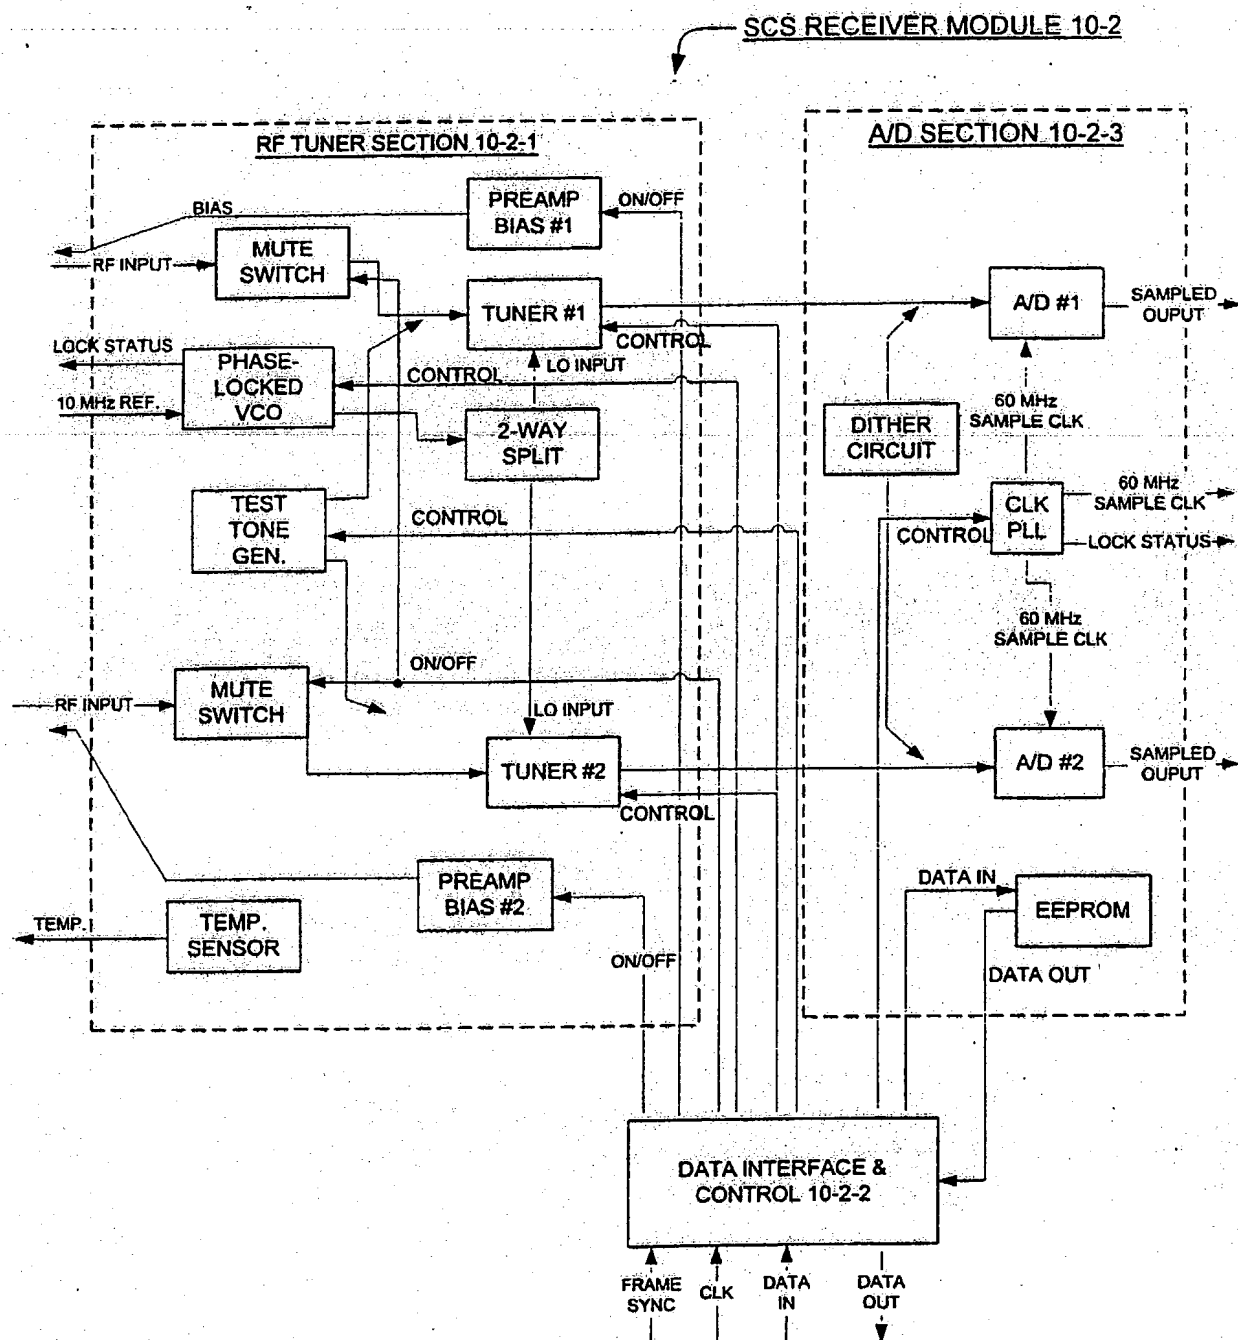 SCS RECEIVER MODULE 10-2
RF TUNER SECTION 10-2-1
A/D SECTION 10-2-3
BIAS
PREAMP
BIAS #1
ON/OFF
RF INPUT
MUTE
SWITCH
TUNER #1
CONTROL
A/D #1
SAMPLED
OUPUT
LOCK STATUS
10 MHz REF.
PHASE-
LOCKED
VCO
CONTROL
LO INPUT
2-WAY
SPLIT
DITHER
CIRCUIT
60 MHz
SAMPLE CLK
TEST
TONE
GEN.
CONTROL
CONTROL
CLK
PLL
60 MHz
SAMPLE CLK
LOCK STATUS
60 MHz
SAMPLE CLK
ON/OFF
RF INPUT
MUTE
SWITCH
LO INPUT
TUNER #2
CONTROL
A/D #2
SAMPLED
OUPUT
PREAMP
BIAS #2
ON/OFF
TEMP.
TEMP.
SENSOR
DATA IN
EEPROM
DATA OUT
DATA INTERFACE &
CONTROL 10-2-2
FRAME
SYNC
CLK
DATA
IN
DATA
OUT